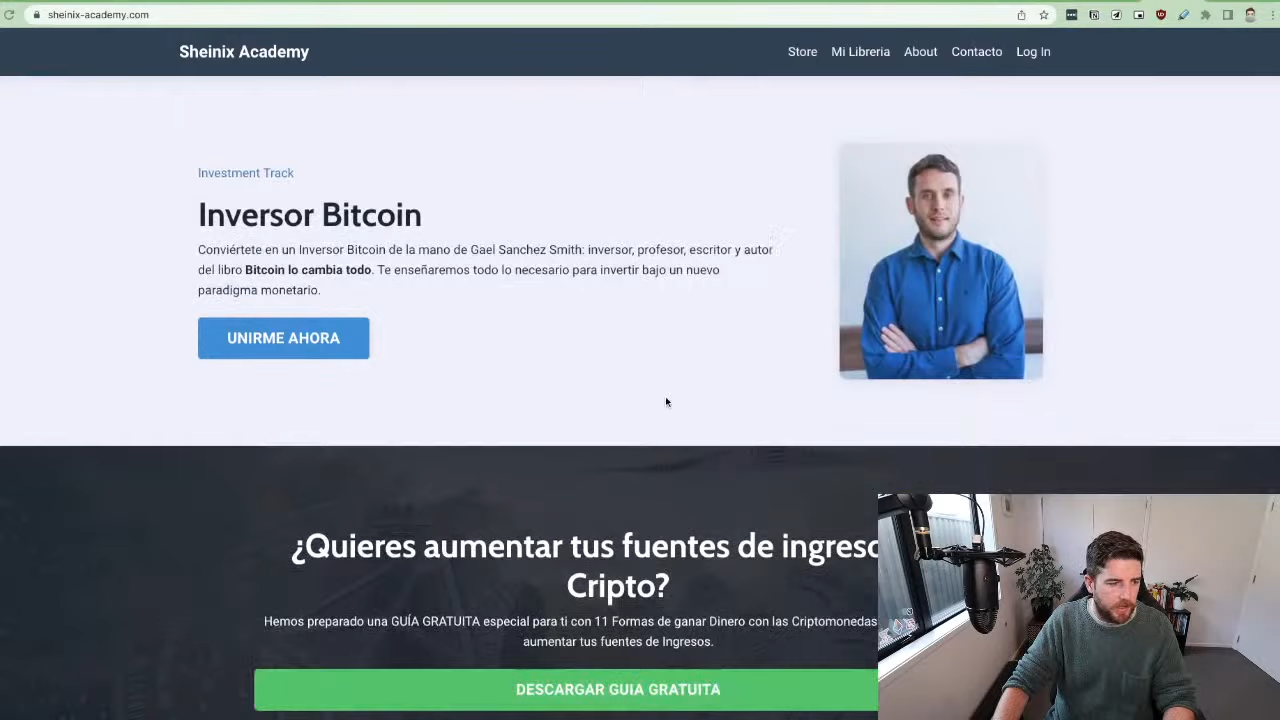 sheinix-academy.com
Sheinix Academy
Store Mi Libreria About Contacto Log In
Investment Track
Inversor Bitcoin
Conviértete en un Inversor Bitcoin de la mano de Gael Sanchez Smith: inversor, profesor, escritor y autor
del libro Bitcoin lo cambia todo. Te enseñaremos todo lo necesario para invertir bajo un nuevo
paradigma monetario.
UNIRME AHORA
¿Quieres aumentar tus fuentes de
Cripto?
Hemos preparado una GUÍA GRATUITA especial para ti con 11 Formas de ganar Dinero con las Criptomonedas
aumentar tus fuentes de Ingresos.
DESCARGAR GUIA GRATUITA